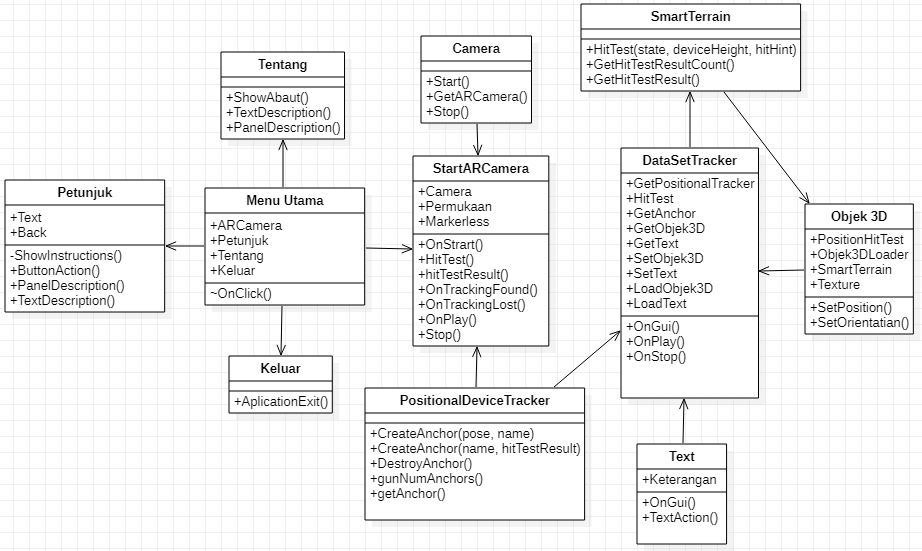 SmartTerrain
+HitTest(state, deviceHeight, hitHint)
+GetHitTestResultCount()
+GetHitTestResult()
Camera
+Start()
+GetARCamera()
+Stop()
Tentang
+ShowAbaut()
+TextDescription()
+PanelDescription()
Petunjuk
+Text
+Back
-ShowInstructions()
+ButtonAction()
+PanelDescription()
+TextDescription()
Menu Utama
+ARCamera
+Petunjuk
+Tentang
+Keluar
~OnClick()
StartARCamera
+Camera
+Permukaan
+Markerless
+OnStrart()
+HitTest()
+hitTestResult()
+OnTrackingFound()
+OnTrackingLost()
+OnPlay()
+Stop()
DataSetTracker
+GetPositionalTracker
+HitTest
+GetAnchor
+GetObjek3D
+GetText
+SetObjek3D
+SetText
+LoadObjek3D
+LoadText
+OnGui()
+OnPlay()
+OnStop()
Objek 3D
+PositionHitTest
+Objek3DLoader
+SmartTerrain
+Texture
+SetPosition()
+SetOrientatian()
Keluar
+AplicationExit()
PositionalDeviceTracker
+CreateAnchor(pose, name)
+CreateAnchor(name, hitTestResult)
+DestroyAnchor()
+gunNumAnchors()
+getAnchor()
Text
+Keterangan
+OnGui()
+TextAction()